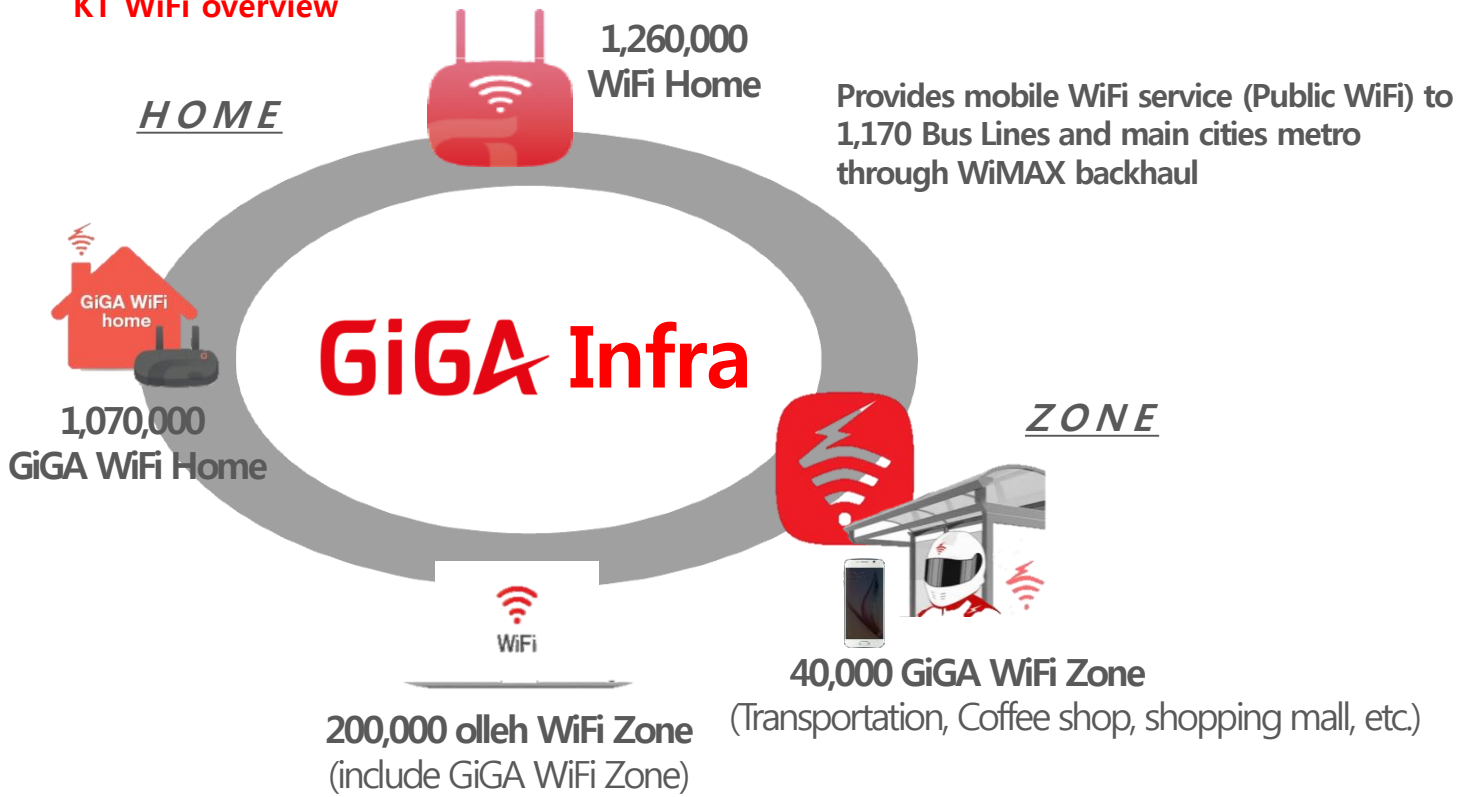 KT WiFi overview
1,260,000
WiFi Home
HOME
Provides mobile WiFi service (Public WiFi) to
1,170 Bus Lines and main cities metro
through WiMAX backhaul
GiGA WiFi
home
GiGA Infra
1,070,000
GiGA WiFi Home
ZONE
WiFi
40,000 GiGA WiFi Zone
(Transportation, Coffee shop, shopping mall, etc.)
200,000 olleh WiFi Zone
(include GiGA WiFi Zone)